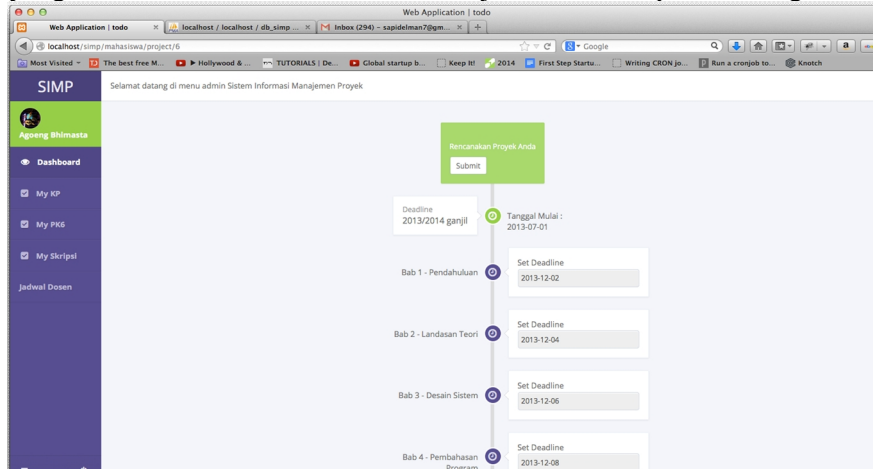 Web Application | todo
Web Application | todo
localhost / localhost / db_simp ...
Inbox (294) – sapidelman7@gm...
localhost/simp/mahasiswa/project/6
Google
Most Visited
The best free M...
Hollywood & ...
TUTORIALS | De...
Global startup b...
Keep It!
2014
First Step Startu...
Writing CRON jo...
Run a cronjob to...
Knotch
SIMP
Selamat datang di menu admin Sistem Informasi Manajemen Proyek
Agoeng Bhimasta
Dashboard
My KP
My PK6
My Skripsi
Jadwal Dosen
Rencanakan Proyek Anda
Submit
Deadline
2013/2014 ganjil
Tanggal Mulai :
2013-07-01
Bab 1 - Pendahuluan
Set Deadline
2013-12-02
Bab 2 - Landasan Teori
Set Deadline
2013-12-04
Bab 3 - Desain Sistem
Set Deadline
2013-12-06
Bab 4 - Pembahasan
Program
Set Deadline
2013-12-08